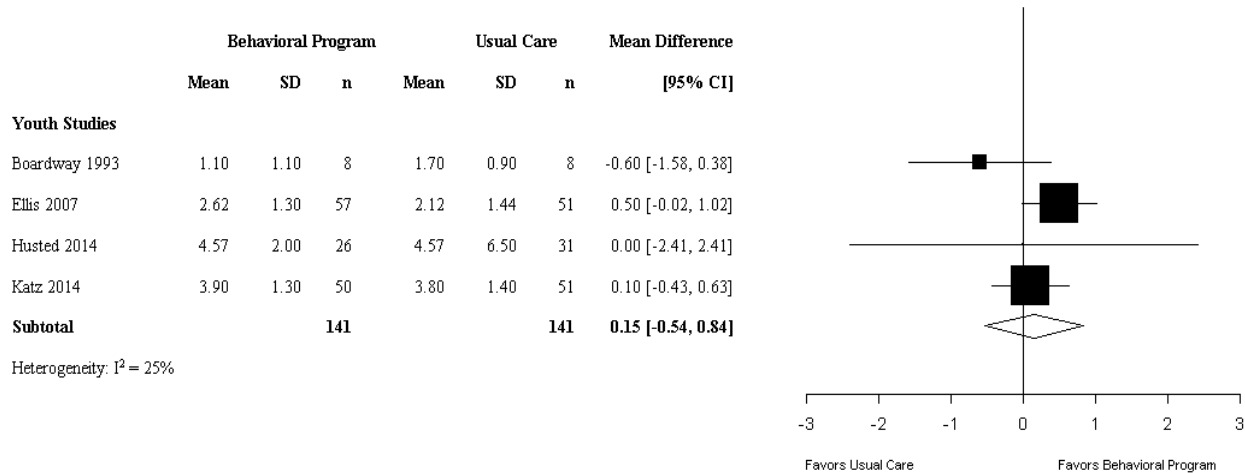 Behavioral Program Usual Care Mean Difference
Mean SD n Mean SD n [95% CI]
Youth Studies
Boardway 1993 1.10 1.10 8 1.70 0.90 8 -0.60 [-1.58, 0.38]
Ellis 2007 2.62 1.30 57 2.12 1.44 51 0.50 [-0.02, 1.02]
Husted 2014 4.57 2.00 26 4.57 6.50 31 0.00 [-2.41, 2.41]
Katz 2014 3.90 1.30 50 3.80 1.40 51 0.10 [-0.43, 0.63]
Subtotal 141 141 0.15 [-0.54, 0.84]
Heterogeneity: I² = 25%
-3 -2 -1 0 1 2 3
Favors Usual Care Favors Behavioral Program